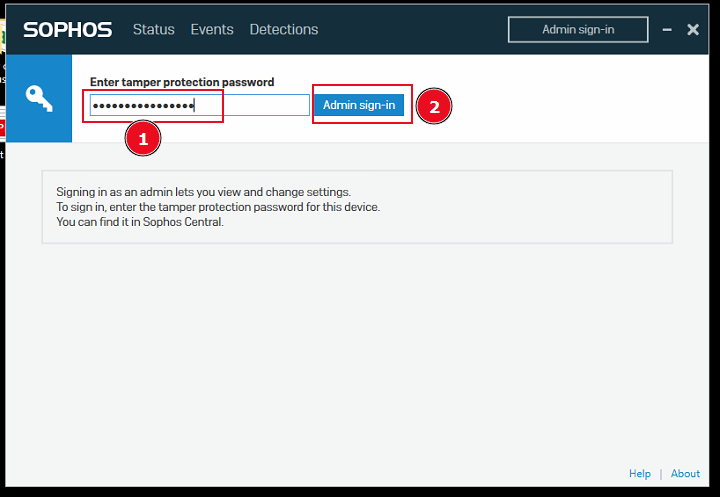 SOPHOS Status Events Detections Admin sign-in
Enter tamper protection password
•••••••••••••••• Admin sign-in
1 2
Signing in as an admin lets you view and change settings.
To sign in, enter the tamper protection password for this device.
You can find it in Sophos Central.
Help | About